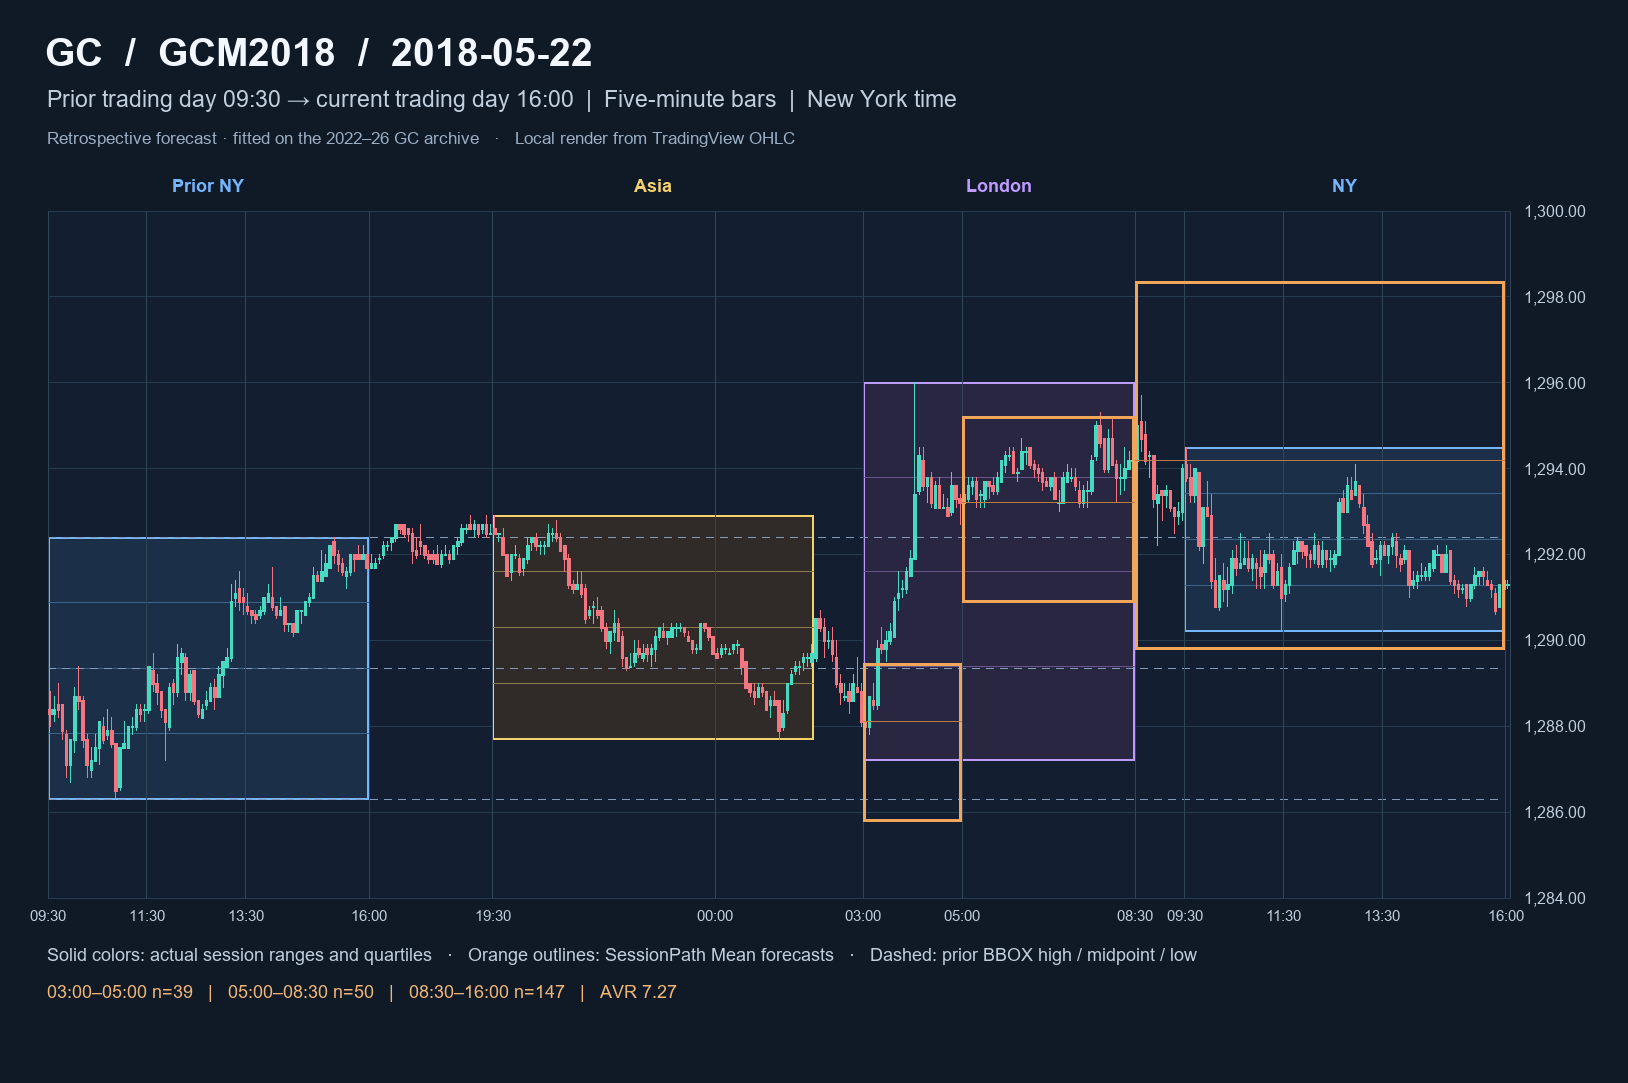 GC / GCM2018 / 2018-05-22
Prior trading day 09:30 → current trading day 16:00 | Five-minute bars | New York time
Retrospective forecast · fitted on the 2022–26 GC archive · Local render from TradingView OHLC
Prior NY Asia London NY
1,300.00
1,298.00
1,296.00
1,294.00
1,292.00
1,290.00
1,288.00
1,286.00
1,284.00
09:30 11:30 13:30 16:00 19:30 00:00 03:00 05:00 08:30 09:30 11:30 13:30 16:00
Solid colors: actual session ranges and quartiles · Orange outlines: SessionPath Mean forecasts · Dashed: prior BBOX high / midpoint / low
03:00–05:00 n=39 | 05:00–08:30 n=50 | 08:30–16:00 n=147 | AVR 7.27